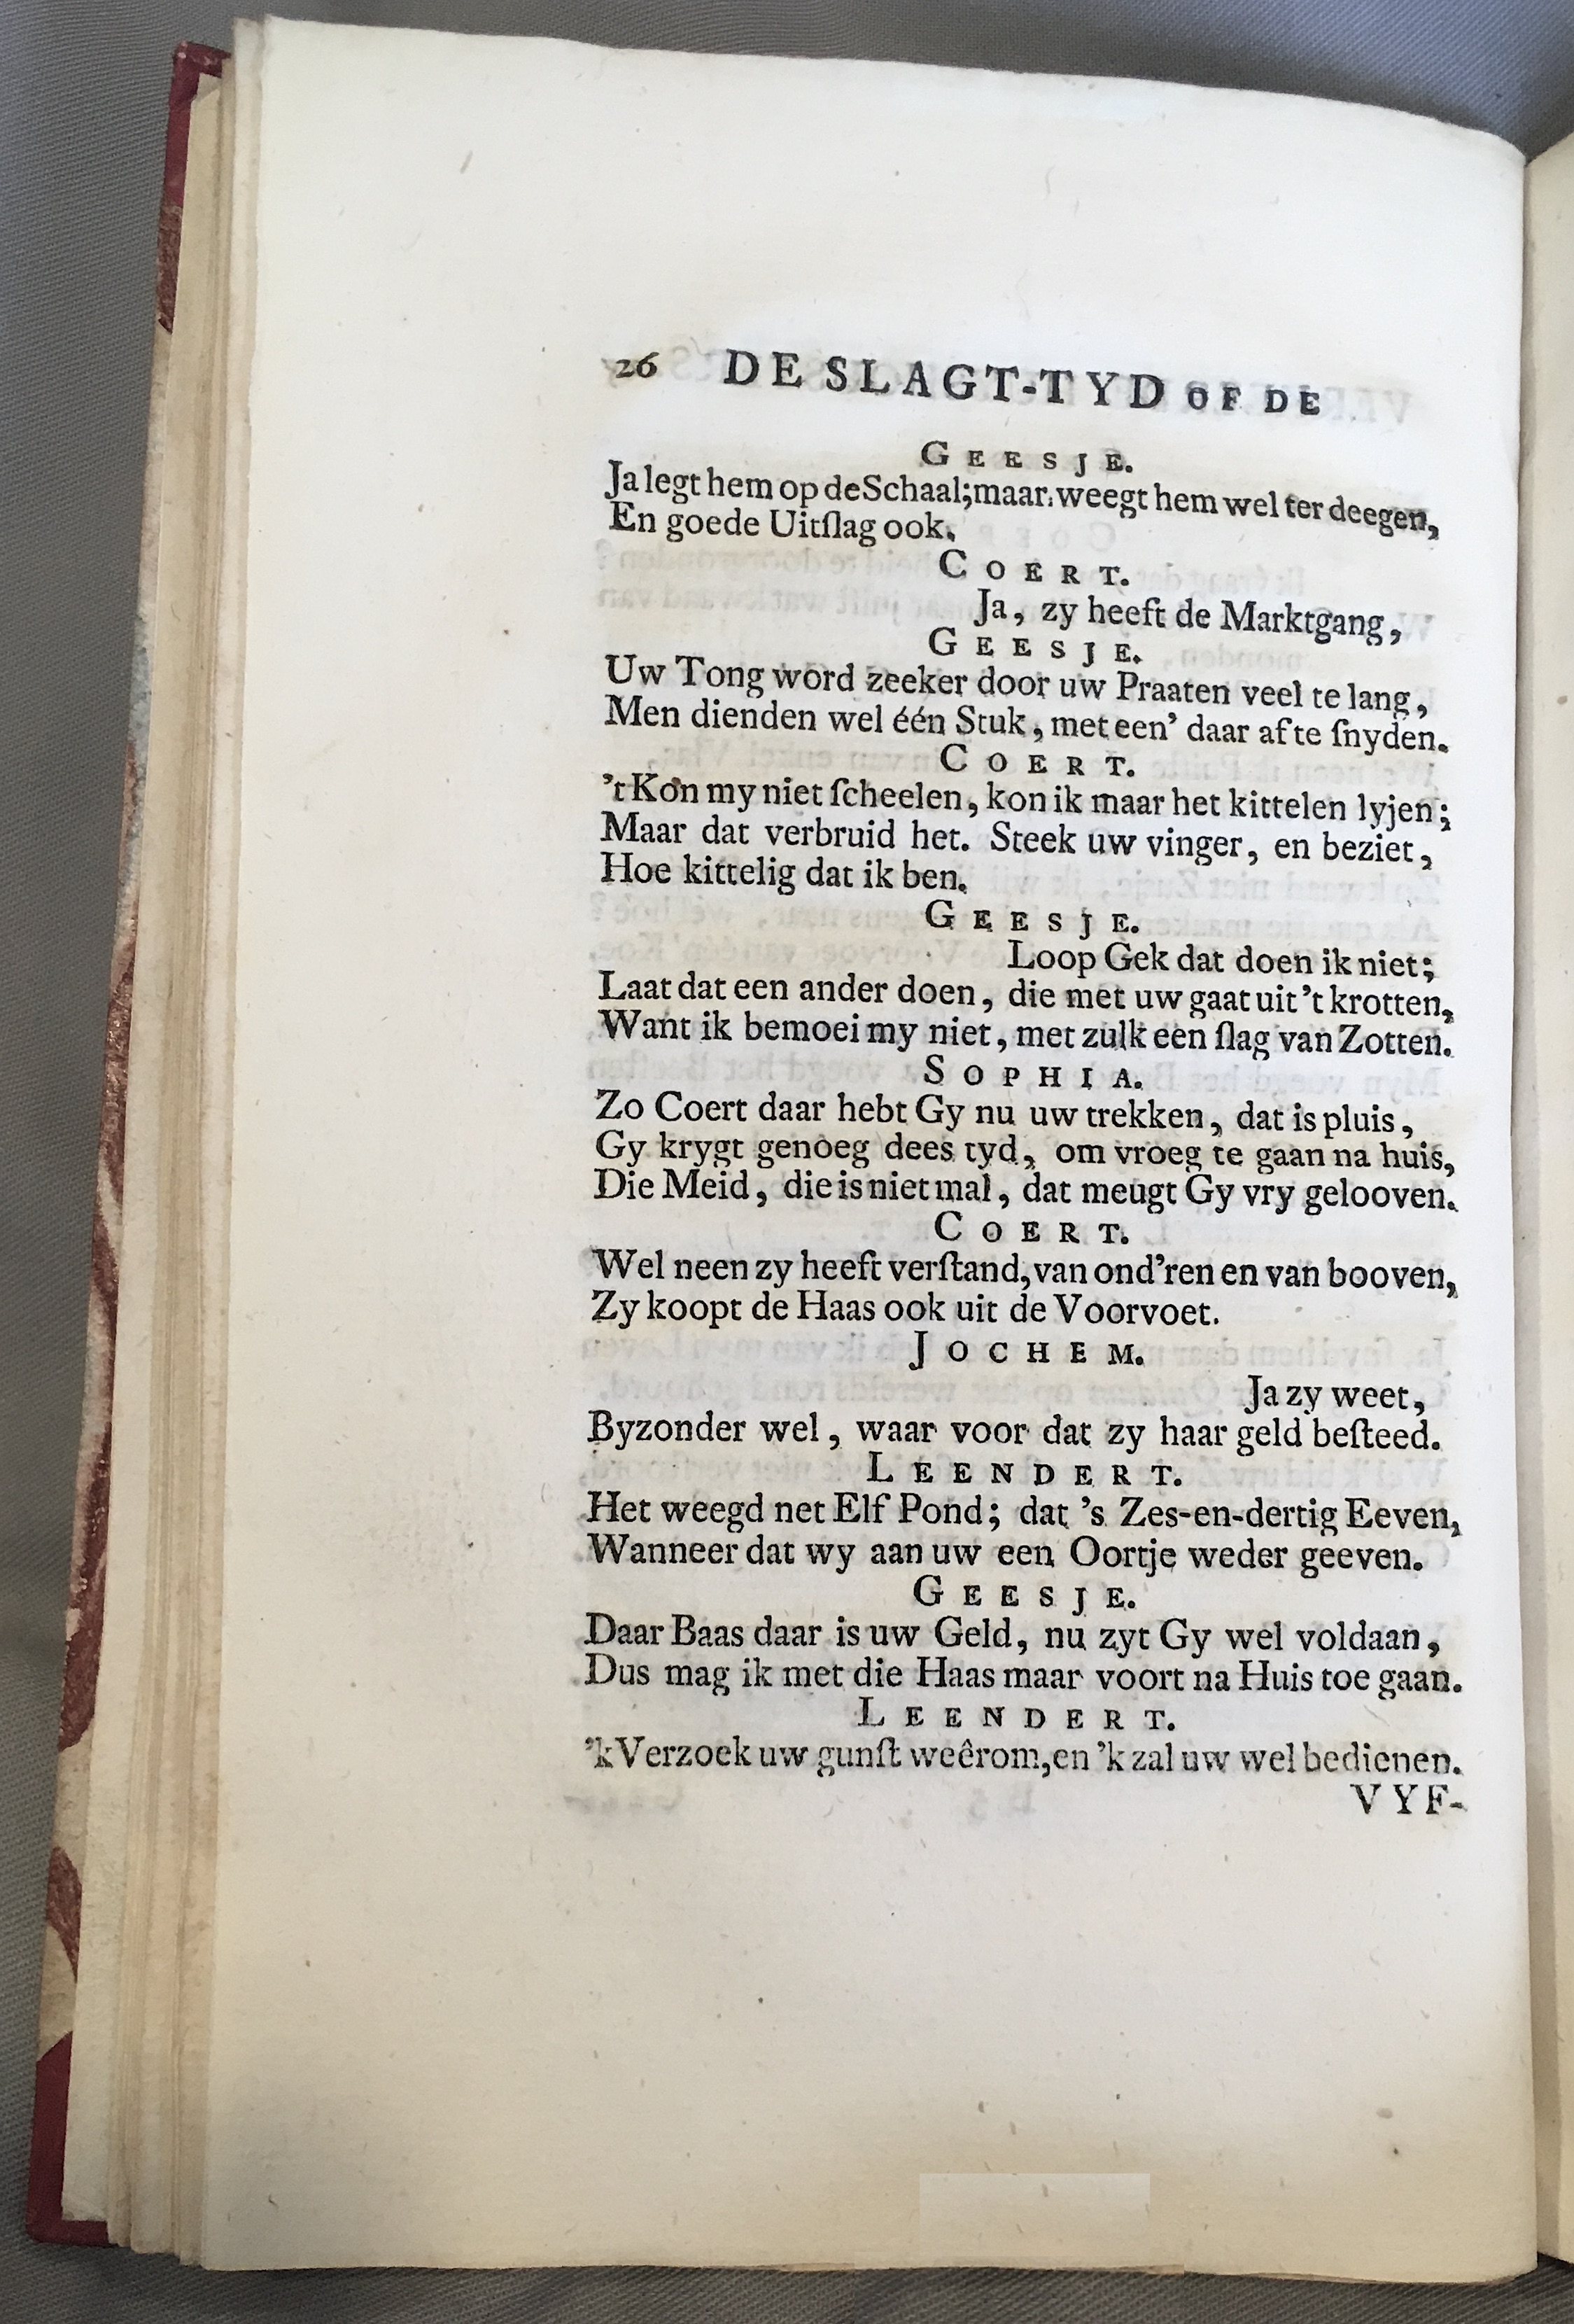 26 DE SLAGT-TYD OF DE
GEESJE.
Ja legt hem op de Schaal; maar weegt hem wel ter deegen,
En goede Uitſlag ook.
COERT.
Ja, zy heeft de Marktgang,
GEESJE.
Uw Tong word zeeker door uw Praaten veel te lang,
Men dienden wel één Stuk, met een' daar af te ſnyden.
COERT.
't Kon my niet ſcheelen, kon ik maar het kittelen lyjen;
Maar dat verbruid het. Steek uw vinger, en beziet,
Hoe kittelig dat ik ben.
GEESJE.
Loop Gek dat doen ik niet;
Laat dat een ander doen, die met uw gaat uit 't krotten,
Want ik bemoei my niet, met zulk een ſlag van Zotten.
SOPHIA.
Zo Coert daar hebt Gy nu uw trekken, dat is pluis,
Gy krygt genoeg dees tyd, om vroeg te gaan na huis,
Die Meid, die is niet mal, dat meugt Gy vry gelooven.
COERT.
Wel neen zy heeft verſtand, van ond'ren en van booven,
Zy koopt de Haas ook uit de Voorvoet.
JOCHEM.
Ja zy weet,
Byzonder wel, waar voor dat zy haar geld beſteed.
LEENDERT.
Het weegd net Elf Pond; dat 's Zes-en-dertig Eeven,
Wanneer dat wy aan uw een Oortje weder geeven.
GEESJE.
Daar Baas daar is uw Geld, nu zyt Gy wel voldaan,
Dus mag ik met die Haas maar voort na Huis toe gaan.
LEENDERT.
'k Verzoek uw gunſt weêrom, en 'k zal uw wel bedienen.
VYF-